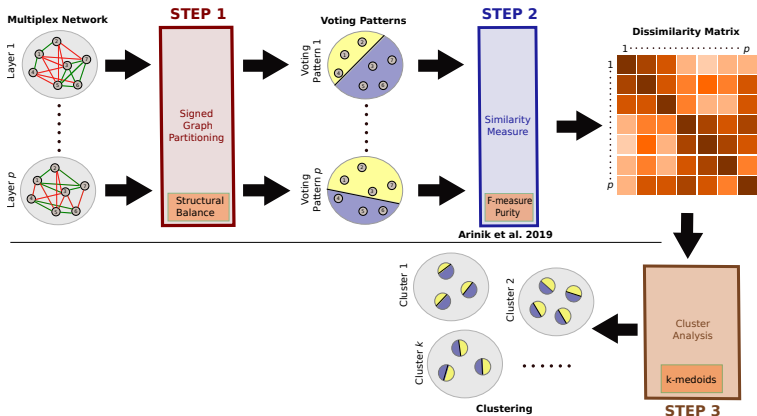 Multiplex Network
STEP 1
Voting Patterns
STEP 2
Dissimilarity Matrix
Layer 1
Voting
Pattern 1
1
p
1
p
Signed
Graph
Partitioning
Similarity
Measure
Layer p
Voting
Pattern p
Structural
Balance
F-measure
Purity
Arinik et al. 2019
Cluster 1
Cluster 2
Cluster k
Cluster
Analysis
k-medoids
Clustering
STEP 3